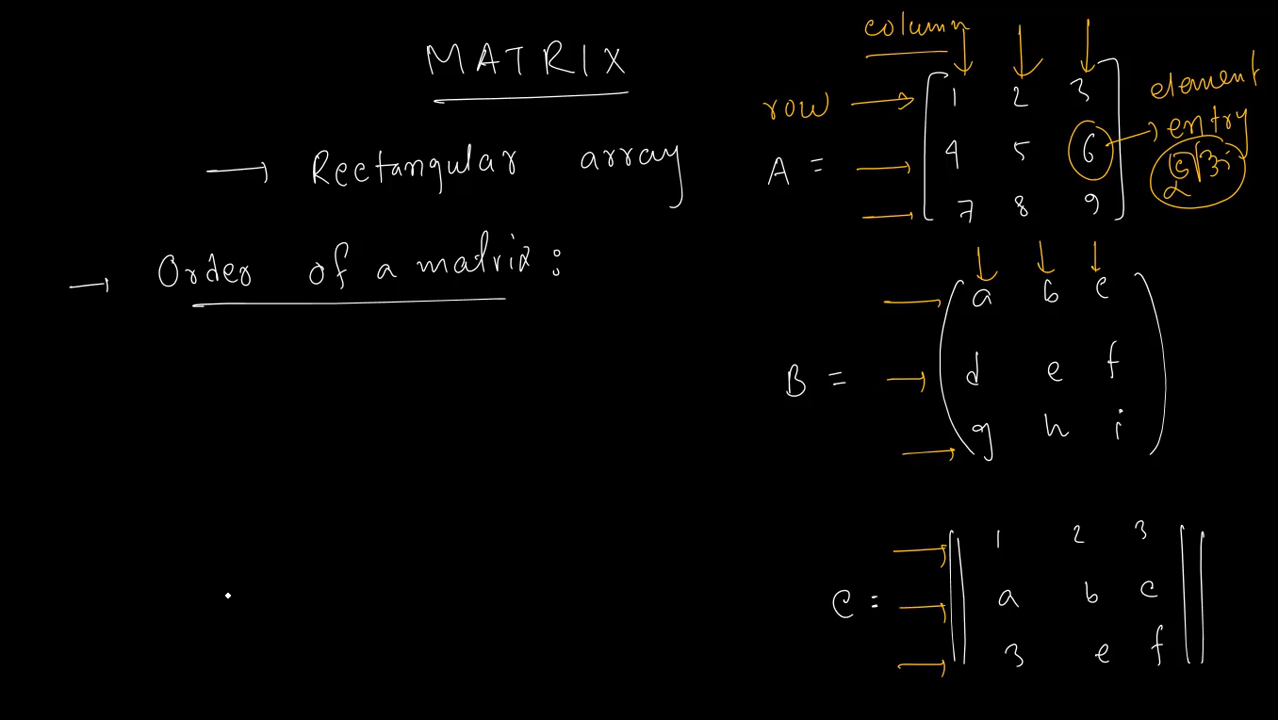 MATRIX
→ Rectangular array
→ Order of a matrix:
column
row
A = [ 1 2 3
4 5 6
7 8 9 ]
element
entry
B = ( a b c
d e f
g h i )
C = || 1 2 3
a b c
3 e f ||